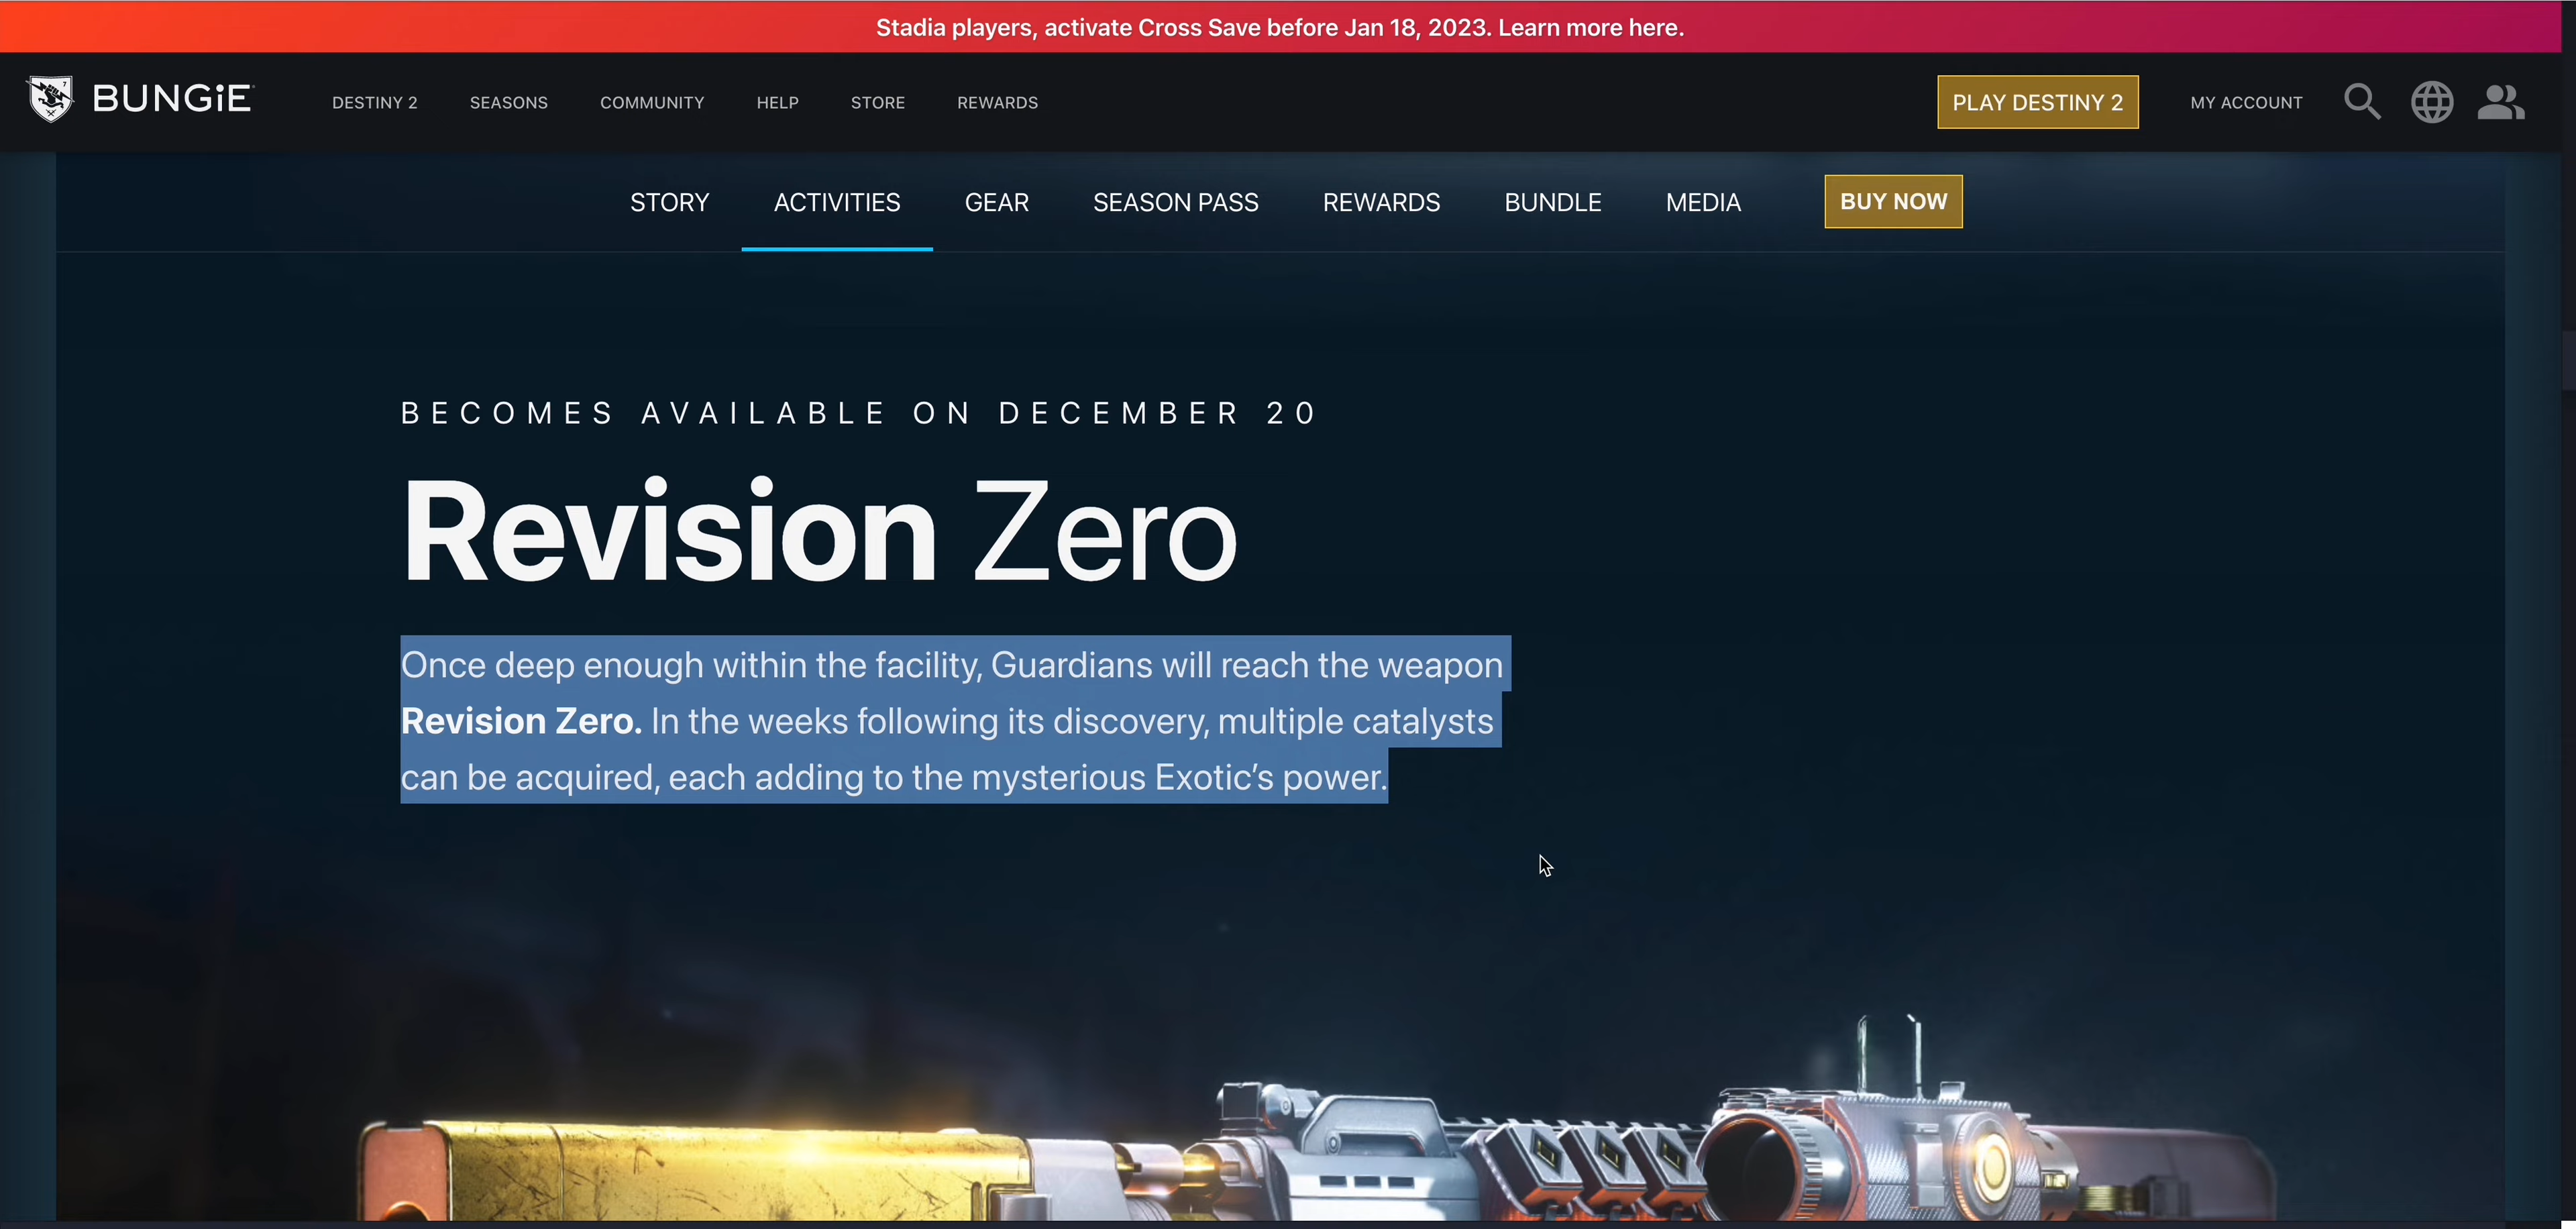 Stadia players, activate Cross Save before Jan 18, 2023. Learn more here.
BUNGiE
DESTINY 2
SEASONS
COMMUNITY
HELP
STORE
REWARDS
PLAY DESTINY 2
MY ACCOUNT
STORY
ACTIVITIES
GEAR
SEASON PASS
REWARDS
BUNDLE
MEDIA
BUY NOW
BECOMES AVAILABLE ON DECEMBER 20
Revision Zero
Once deep enough within the facility, Guardians will reach the weapon
Revision Zero. In the weeks following its discovery, multiple catalysts
can be acquired, each adding to the mysterious Exotic’s power.